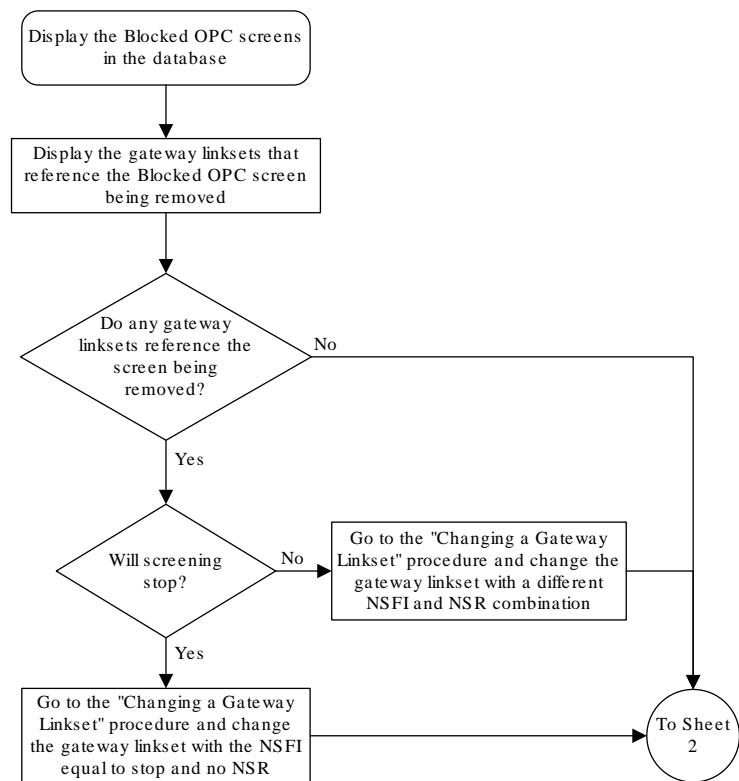 Display the Blocked OPC screens
in the database
Display the gateway linksets that
reference the Blocked OPC screen
being removed
Do any gateway
linksets reference the
screen being
removed?
No
Yes
Will screening
stop?
No
Go to the "Changing a Gateway
Linkset" procedure and change the
gateway linkset with a different
NSFI and NSR combination
Yes
Go to the "Changing a Gateway
Linkset" procedure and change
the gateway linkset with the NSFI
equal to stop and no NSR
To Sheet
2